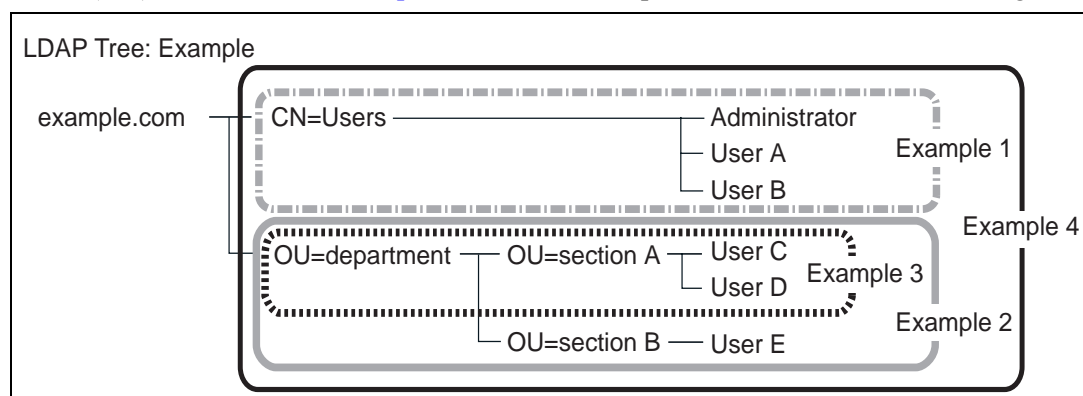 LDAP Tree: Example
example.com
CN=Users
Administrator
User A
User B
Example 1
Example 4
OU=department
OU=section A
User C
User D
Example 3
OU=section B
User E
Example 2